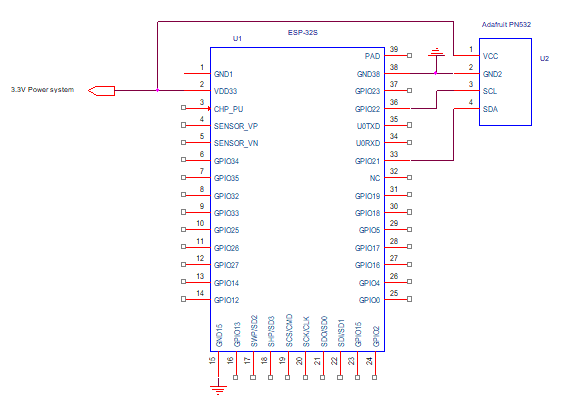 Adafruit PN532
ESP-32S
U1
U2
3.3V Power system
1 GND1
2 VDD33
3 CHP_PU
4 SENSOR_VP
5 SENSOR_VN
6 GPIO34
7 GPIO35
8 GPIO32
9 GPIO33
10 GPIO25
11 GPIO26
12 GPIO27
13 GPIO14
14 GPIO12
PAD 39
GND38 38
GPIO23 37
GPIO22 36
U0TXD 35
U0RXD 34
GPIO21 33
NC 32
GPIO19 31
GPIO18 30
GPIO5 29
GPIO17 28
GPIO16 27
GPIO4 26
GPIO0 25
1 VCC
2 GND2
3 SCL
4 SDA
GND15 15
GPIO13 16
SWP/SD2 17
SHP/SD3 18
SCS/CMD 19
SCK/CLK 20
SDO/SD0 21
SDI/SD1 22
GPIO15 23
GPIO2 24